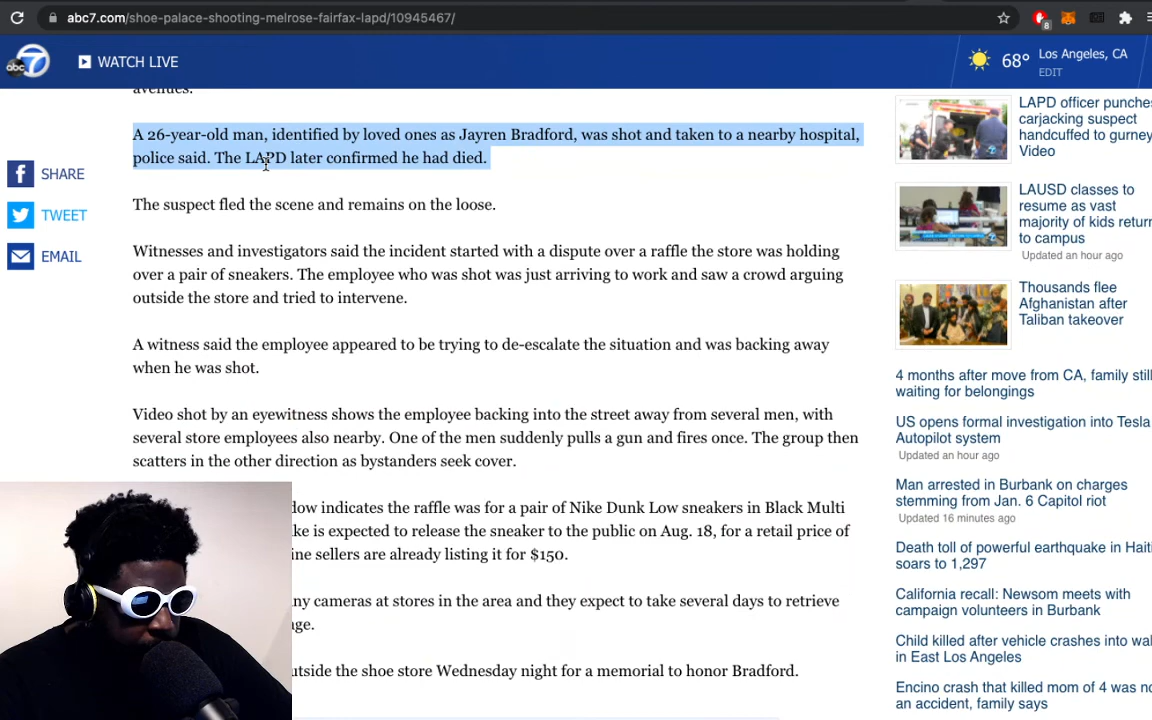 abc7.com/shoe-palace-shooting-melrose-fairfax-lapd/10945467/
8
abc 7
WATCH LIVE
68° Los Angeles, CA
EDIT
avenues.
A 26-year-old man, identified by loved ones as Jayren Bradford, was shot and taken to a nearby hospital,
police said. The LAPD later confirmed he had died.
The suspect fled the scene and remains on the loose.
Witnesses and investigators said the incident started with a dispute over a raffle the store was holding
over a pair of sneakers. The employee who was shot was just arriving to work and saw a crowd arguing
outside the store and tried to intervene.
A witness said the employee appeared to be trying to de-escalate the situation and was backing away
when he was shot.
Video shot by an eyewitness shows the employee backing into the street away from several men, with
several store employees also nearby. One of the men suddenly pulls a gun and fires once. The group then
scatters in the other direction as bystanders seek cover.
indicates the raffle was for a pair of Nike Dunk Low sneakers in Black Multi
is expected to release the sneaker to the public on Aug. 18, for a retail price of
sellers are already listing it for $150.
cameras at stores in the area and they expect to take several days to retrieve
the shoe store Wednesday night for a memorial to honor Bradford.
SHARE
TWEET
EMAIL
LAPD officer punches
carjacking suspect
handcuffed to gurney
Video
LAUSD classes to
resume as vast
majority of kids return
to campus
Updated an hour ago
Thousands flee
Afghanistan after
Taliban takeover
4 months after move from CA, family still
waiting for belongings
US opens formal investigation into Tesla
Autopilot system
Updated an hour ago
Man arrested in Burbank on charges
stemming from Jan. 6 Capitol riot
Updated 16 minutes ago
Death toll of powerful earthquake in Haiti
soars to 1,297
California recall: Newsom meets with
campaign volunteers in Burbank
Child killed after vehicle crashes into wal
in East Los Angeles
Encino crash that killed mom of 4 was no
an accident, family says